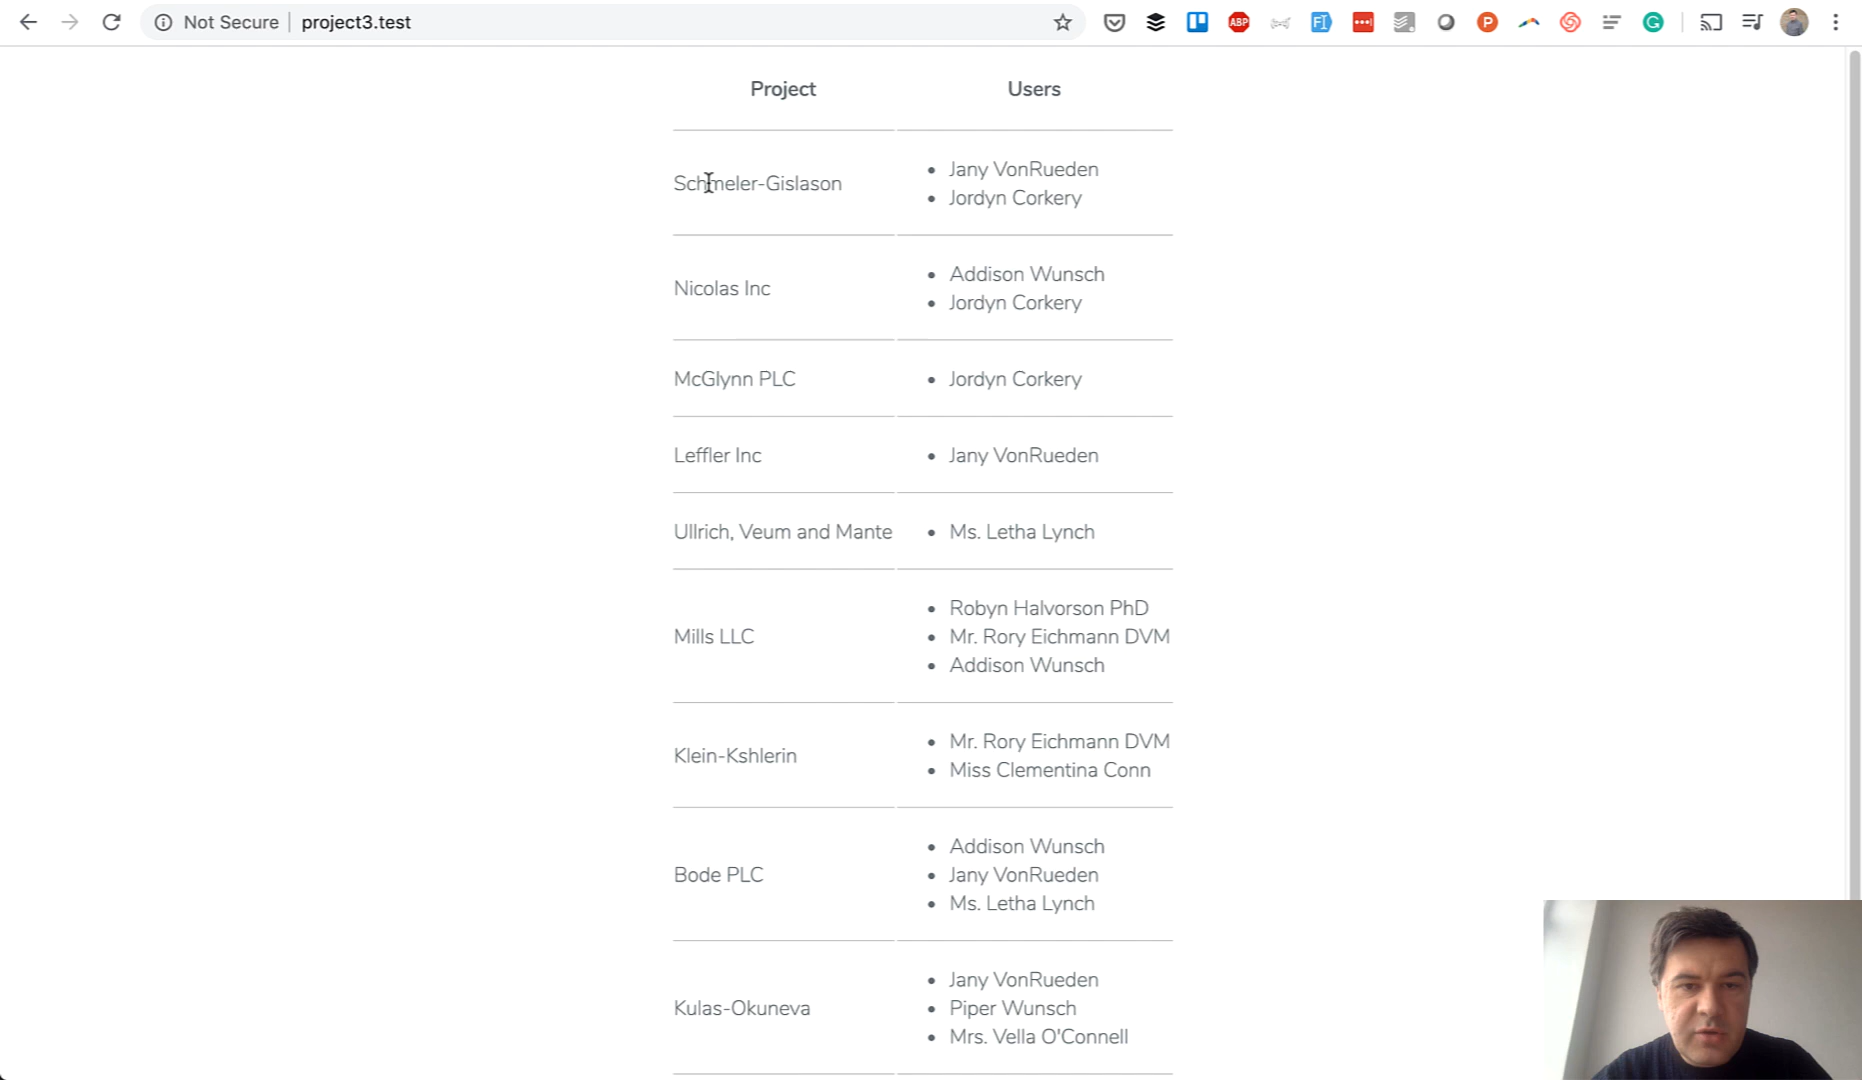 Not Secure project3.test
ABP
P
G
Project Users
Schmeler-Gislason
Jany VonRueden
Jordyn Corkery
Nicolas Inc
Addison Wunsch
Jordyn Corkery
McGlynn PLC
Jordyn Corkery
Leffler Inc
Jany VonRueden
Ullrich, Veum and Mante
Ms. Letha Lynch
Mills LLC
Robyn Halvorson PhD
Mr. Rory Eichmann DVM
Addison Wunsch
Klein-Kshlerin
Mr. Rory Eichmann DVM
Miss Clementina Conn
Bode PLC
Addison Wunsch
Jany VonRueden
Ms. Letha Lynch
Kulas-Okuneva
Jany VonRueden
Piper Wunsch
Mrs. Vella O'Connell